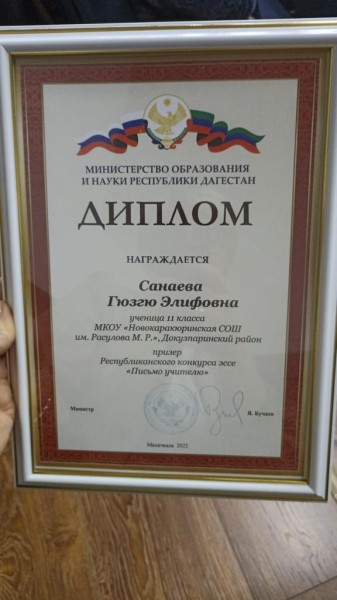 МИНИСТЕРСТВО ОБРАЗОВАНИЯ
И НАУКИ РЕСПУБЛИКИ ДАГЕСТАН
ДИПЛОМ
НАГРАЖДАЕТСЯ
Санаева
Гюзгю Элифовна
ученица 11 класса
МКОУ «Новокаракюринская СОШ
им. Расулова М. Р.», Докузпаринский район
призер
Республиканского конкурса эссе
«Письмо учителю»
Министр
Я. Бучаев
Махачкала 2022